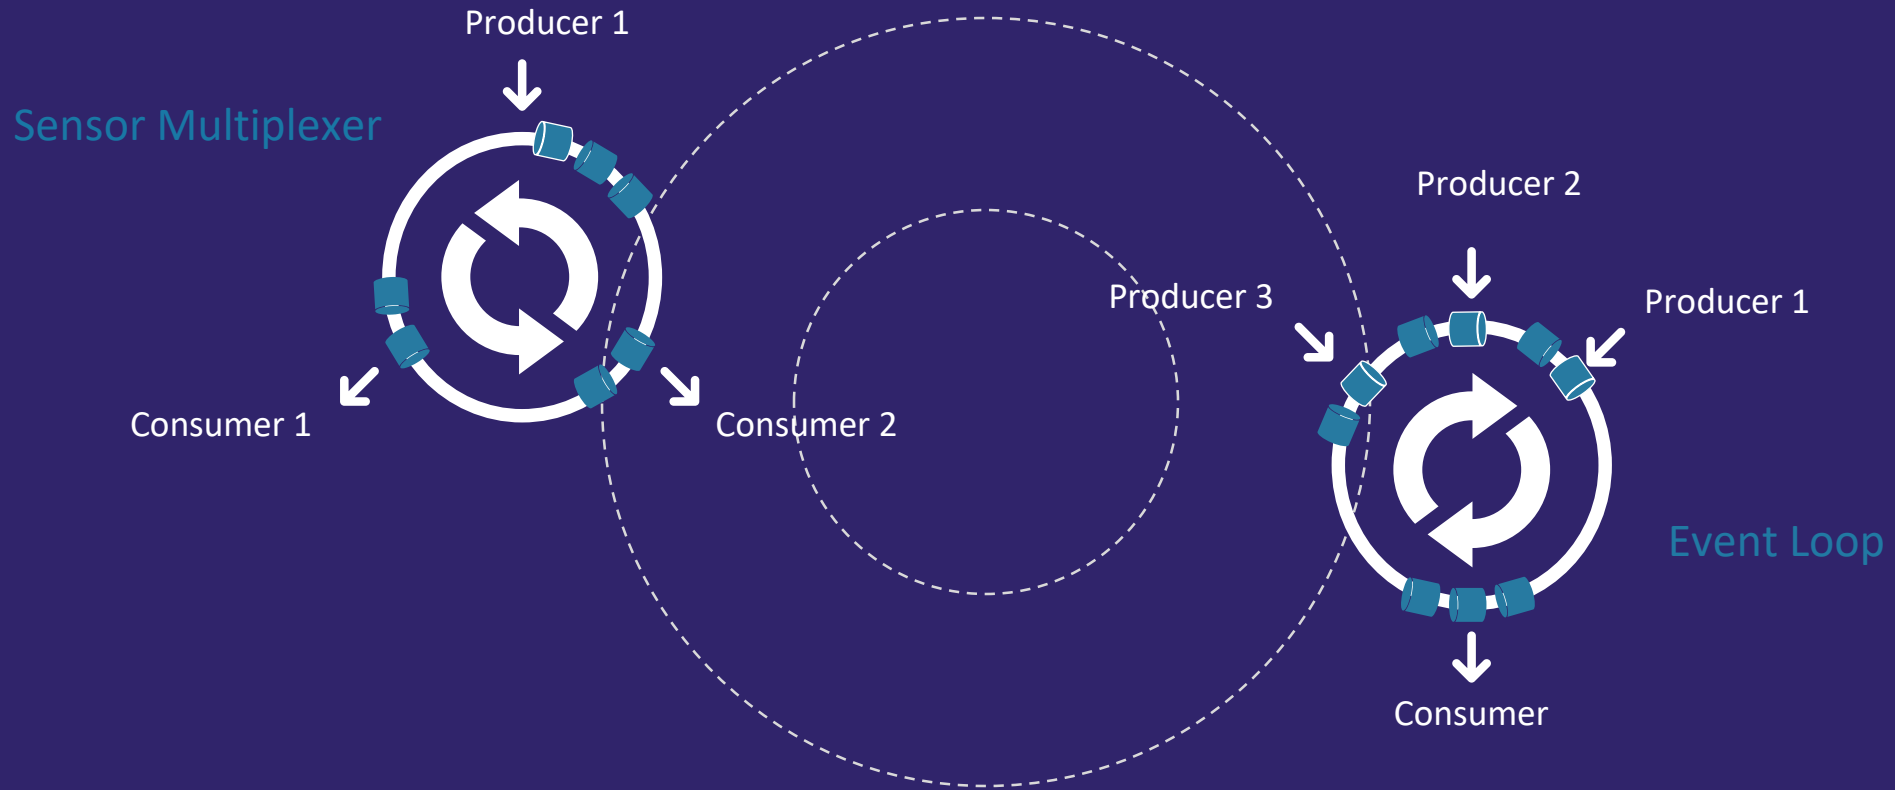 Producer 1
Sensor Multiplexer
Consumer 1
Consumer 2
Producer 2
Producer 3
Producer 1
Event Loop
Consumer